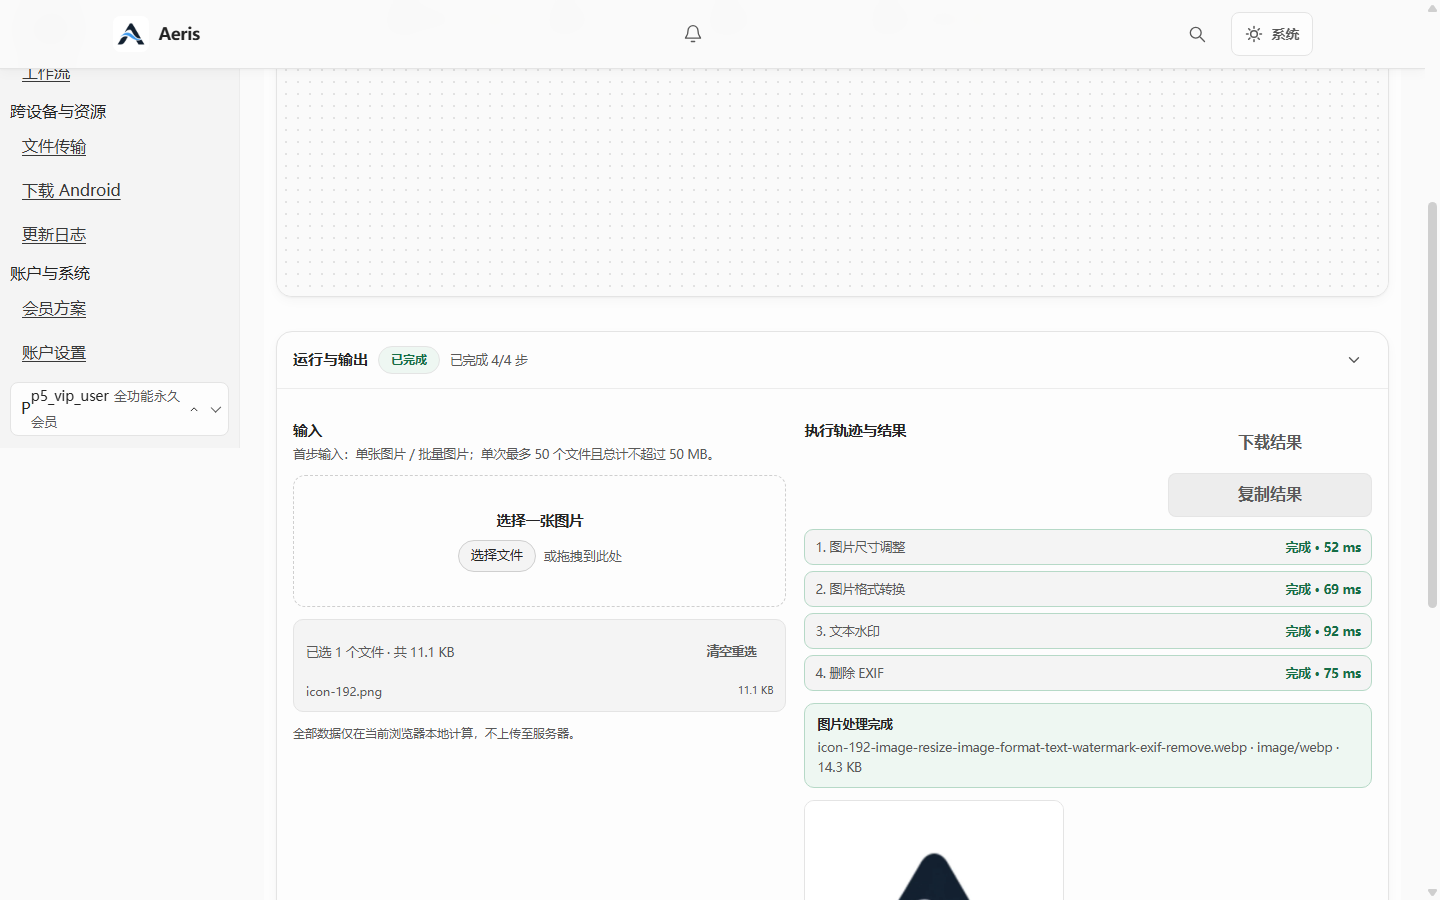 Aeris
系统
工作流
跨设备与资源
文件传输
下载 Android
更新日志
账户与系统
会员方案
账户设置
P
p5_vip_user 全功能永久
会员
运行与输出
已完成
已完成 4/4 步
输入
首步输入：单张图片 / 批量图片；单次最多 50 个文件且总计不超过 50 MB。
选择一张图片
选择文件
或拖拽到此处
已选 1 个文件 · 共 11.1 KB
清空重选
icon-192.png
11.1 KB
全部数据仅在当前浏览器本地计算，不上传至服务器。
执行轨迹与结果
下载结果
复制结果
1. 图片尺寸调整
完成 • 52 ms
2. 图片格式转换
完成 • 69 ms
3. 文本水印
完成 • 92 ms
4. 删除 EXIF
完成 • 75 ms
图片处理完成
icon-192-image-resize-image-format-text-watermark-exif-remove.webp · image/webp ·
14.3 KB